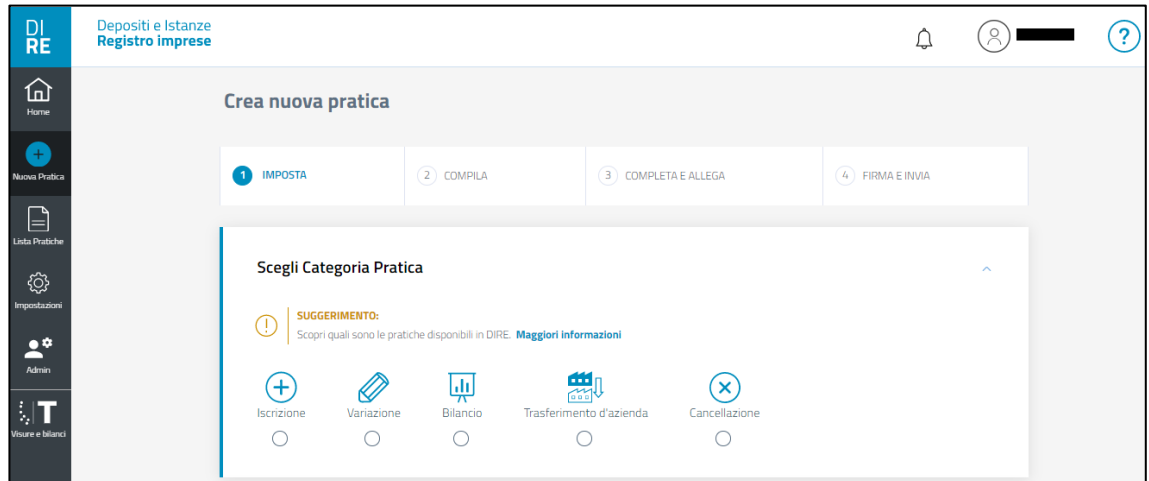 DI
RE
Depositi e Istanze
Registro imprese
?
Home
Nuova Pratica
Lista Pratiche
Impostazioni
Admin
T
Visure e bilanci
Crea nuova pratica
1 IMPOSTA
2 COMPILA
3 COMPLETA E ALLEGA
4 FIRMA E INVIA
Scegli Categoria Pratica
SUGGERIMENTO:
Scopri quali sono le pratiche disponibili in DIRE. Maggiori informazioni
Iscrizione
Variazione
Bilancio
Trasferimento d'azienda
Cancellazione